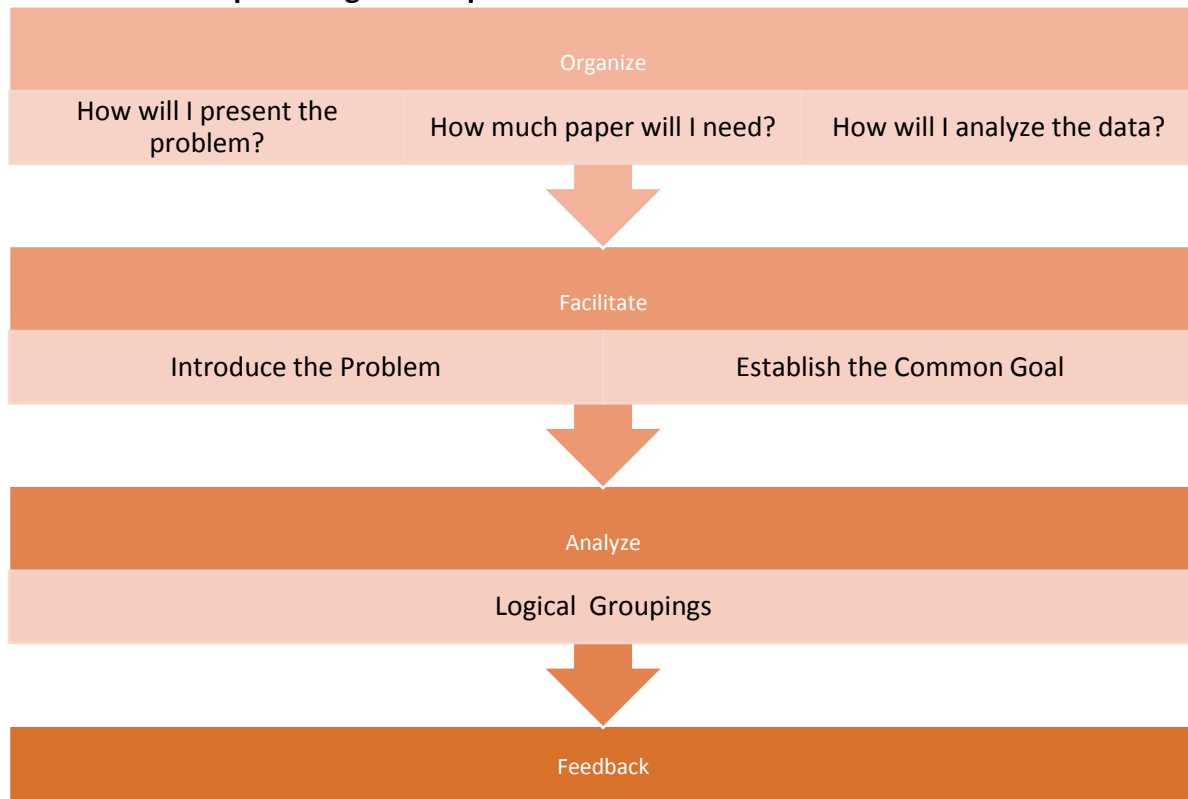 Organize
How will I present the
problem?
How much paper will I need?
How will I analyze the data?
Facilitate
Introduce the Problem
Establish the Common Goal
Analyze
Logical Groupings
Feedback